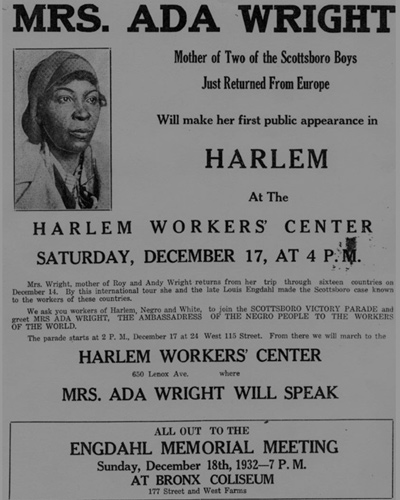 MRS. ADA WRIGHT
Mother of Two of the Scottsboro Boys
Just Returned From Europe
Will make her first public appearance in
HARLEM
At The
HARLEM WORKERS' CENTER
SATURDAY, DECEMBER 17, AT 4 P.M.
Mrs. Wright, mother of Roy and Andy Wright returns from her trip through sixteen countries on
December 14. By this international tour she and the late Louis Engdahl made the Scottsboro case known
to the workers of these countries.
We ask you workers of Harlem, Negro and White, to join the SCOTTSBORO VICTORY PARADE and
greet MRS ADA WRIGHT, THE AMBASSADRESS OF THE NEGRO PEOPLE TO THE WORKERS
OF THE WORLD.
The parade starts at 2 P. M., December 17 at 24 West 115 Street. From there we will march to the
HARLEM WORKERS' CENTER
650 Lenox Ave. where
MRS. ADA WRIGHT WILL SPEAK
ALL OUT TO THE
ENGDAHL MEMORIAL MEETING
Sunday, December 18th, 1932—7 P. M.
AT BRONX COLISEUM
177 Street and West Farms